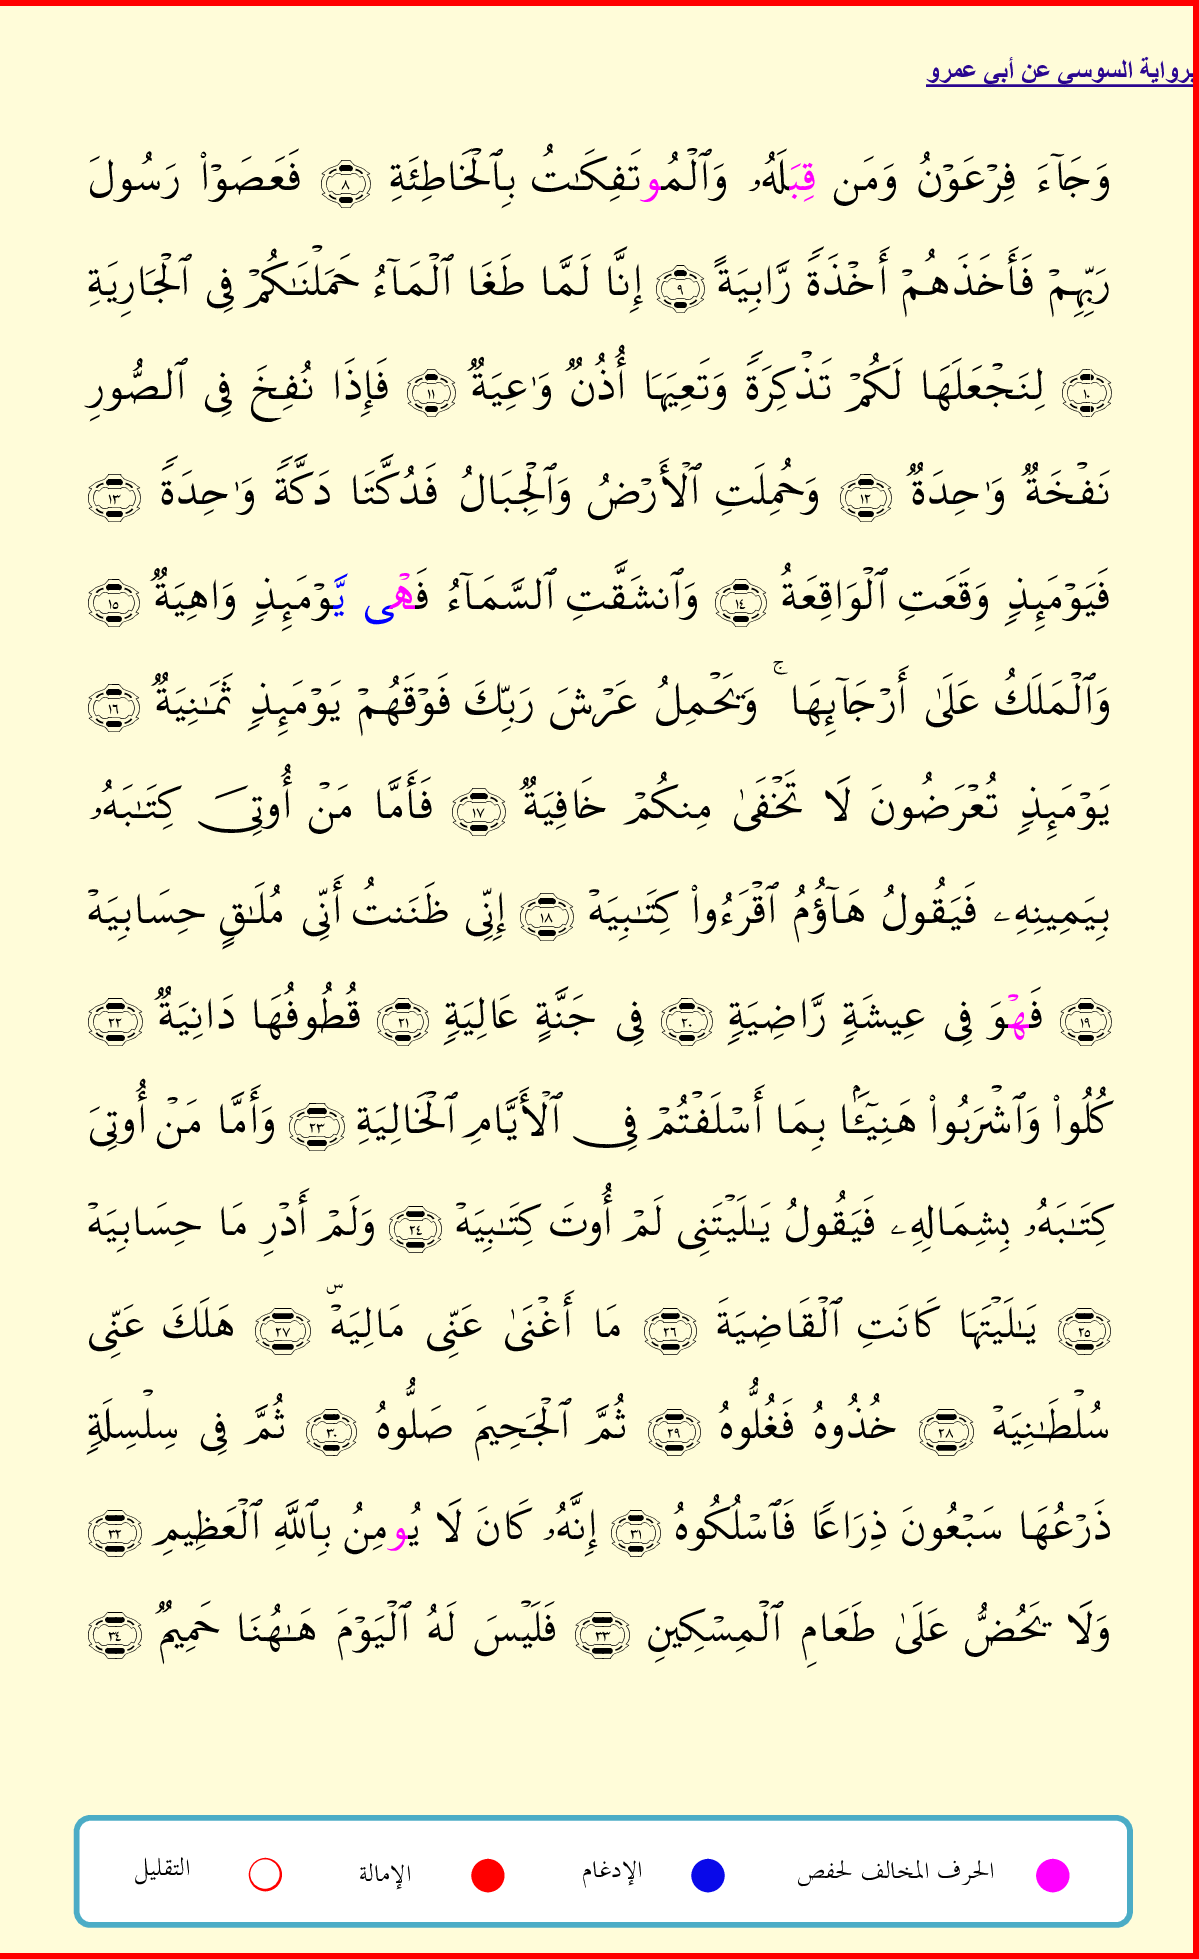 برواية السوسي عن أبي عمرو
وَجَآءَ فِرْعَوْنُ وَمَن قِبَلَهُۥ وَٱلْمُوتَفِكَٰتُ بِٱلْخَاطِئَةِ ٨ فَعَصَوْا۟ رَسُولَ
رَبِّهِمْ فَأَخَذَهُمْ أَخْذَةً رَّابِيَةً ٩ إِنَّا لَمَّا طَغَا ٱلْمَآءُ حَمَلْنَٰكُمْ فِى ٱلْجَارِيَةِ
١٠ لِنَجْعَلَهَا لَكُمْ تَذْكِرَةً وَتَعِيَهَا أُذُنٌ وَٰعِيَةٌ ١١ فَإِذَا نُفِخَ فِى ٱلصُّورِ
نَفْخَةٌ وَٰحِدَةٌ ١٢ وَحُمِلَتِ ٱلْأَرْضُ وَٱلْجِبَالُ فَدُكَّتَا دَكَّةً وَٰحِدَةً ١٣
فَيَوْمَئِذٍ وَقَعَتِ ٱلْوَاقِعَةُ ١٤ وَٱنشَقَّتِ ٱلسَّمَآءُ فَهْى يَّوْمَئِذٍ وَاهِيَةٌ ١٥
وَٱلْمَلَكُ عَلَىٰ أَرْجَآئِهَا ۚ وَيَحْمِلُ عَرْشَ رَبِّكَ فَوْقَهُمْ يَوْمَئِذٍ ثَمَٰنِيَةٌ ١٦
يَوْمَئِذٍ تُعْرَضُونَ لَا تَخْفَىٰ مِنكُمْ خَافِيَةٌ ١٧ فَأَمَّا مَنْ أُوتِىَ كِتَٰبَهُۥ
بِيَمِينِهِۦ فَيَقُولُ هَآؤُمُ ٱقْرَءُوا۟ كِتَٰبِيَهْ ١٨ إِنِّى ظَنَنتُ أَنِّى مُلَٰقٍ حِسَابِيَهْ
١٩ فَهْوَ فِى عِيشَةٍ رَّاضِيَةٍ ٢٠ فِى جَنَّةٍ عَالِيَةٍ ٢١ قُطُوفُهَا دَانِيَةٌ ٢٢
كُلُوا۟ وَٱشْرَبُوا۟ هَنِيٓـًٔۢا بِمَا أَسْلَفْتُمْ فِى ٱلْأَيَّامِ ٱلْخَالِيَةِ ٢٣ وَأَمَّا مَنْ أُوتِىَ
كِتَٰبَهُۥ بِشِمَالِهِۦ فَيَقُولُ يَٰلَيْتَنِى لَمْ أُوتَ كِتَٰبِيَهْ ٢٤ وَلَمْ أَدْرِ مَا حِسَابِيَهْ
٢٥ يَٰلَيْتَهَا كَانَتِ ٱلْقَاضِيَةَ ٢٦ مَا أَغْنَىٰ عَنِّى مَالِيَهْۜ ٢٧ هَلَكَ عَنِّى
سُلْطَٰنِيَهْ ٢٨ خُذُوهُ فَغُلُّوهُ ٢٩ ثُمَّ ٱلْجَحِيمَ صَلُّوهُ ٣٠ ثُمَّ فِى سِلْسِلَةٍ
ذَرْعُهَا سَبْعُونَ ذِرَاعًا فَٱسْلُكُوهُ ٣١ إِنَّهُۥ كَانَ لَا يُومِنُ بِٱللَّهِ ٱلْعَظِيمِ ٣٢
وَلَا يَحُضُّ عَلَىٰ طَعَامِ ٱلْمِسْكِينِ ٣٣ فَلَيْسَ لَهُ ٱلْيَوْمَ هَٰهُنَا حَمِيمٌ ٣٤
الحرف المخالف لحفص الإدغام الإمالة التقليل